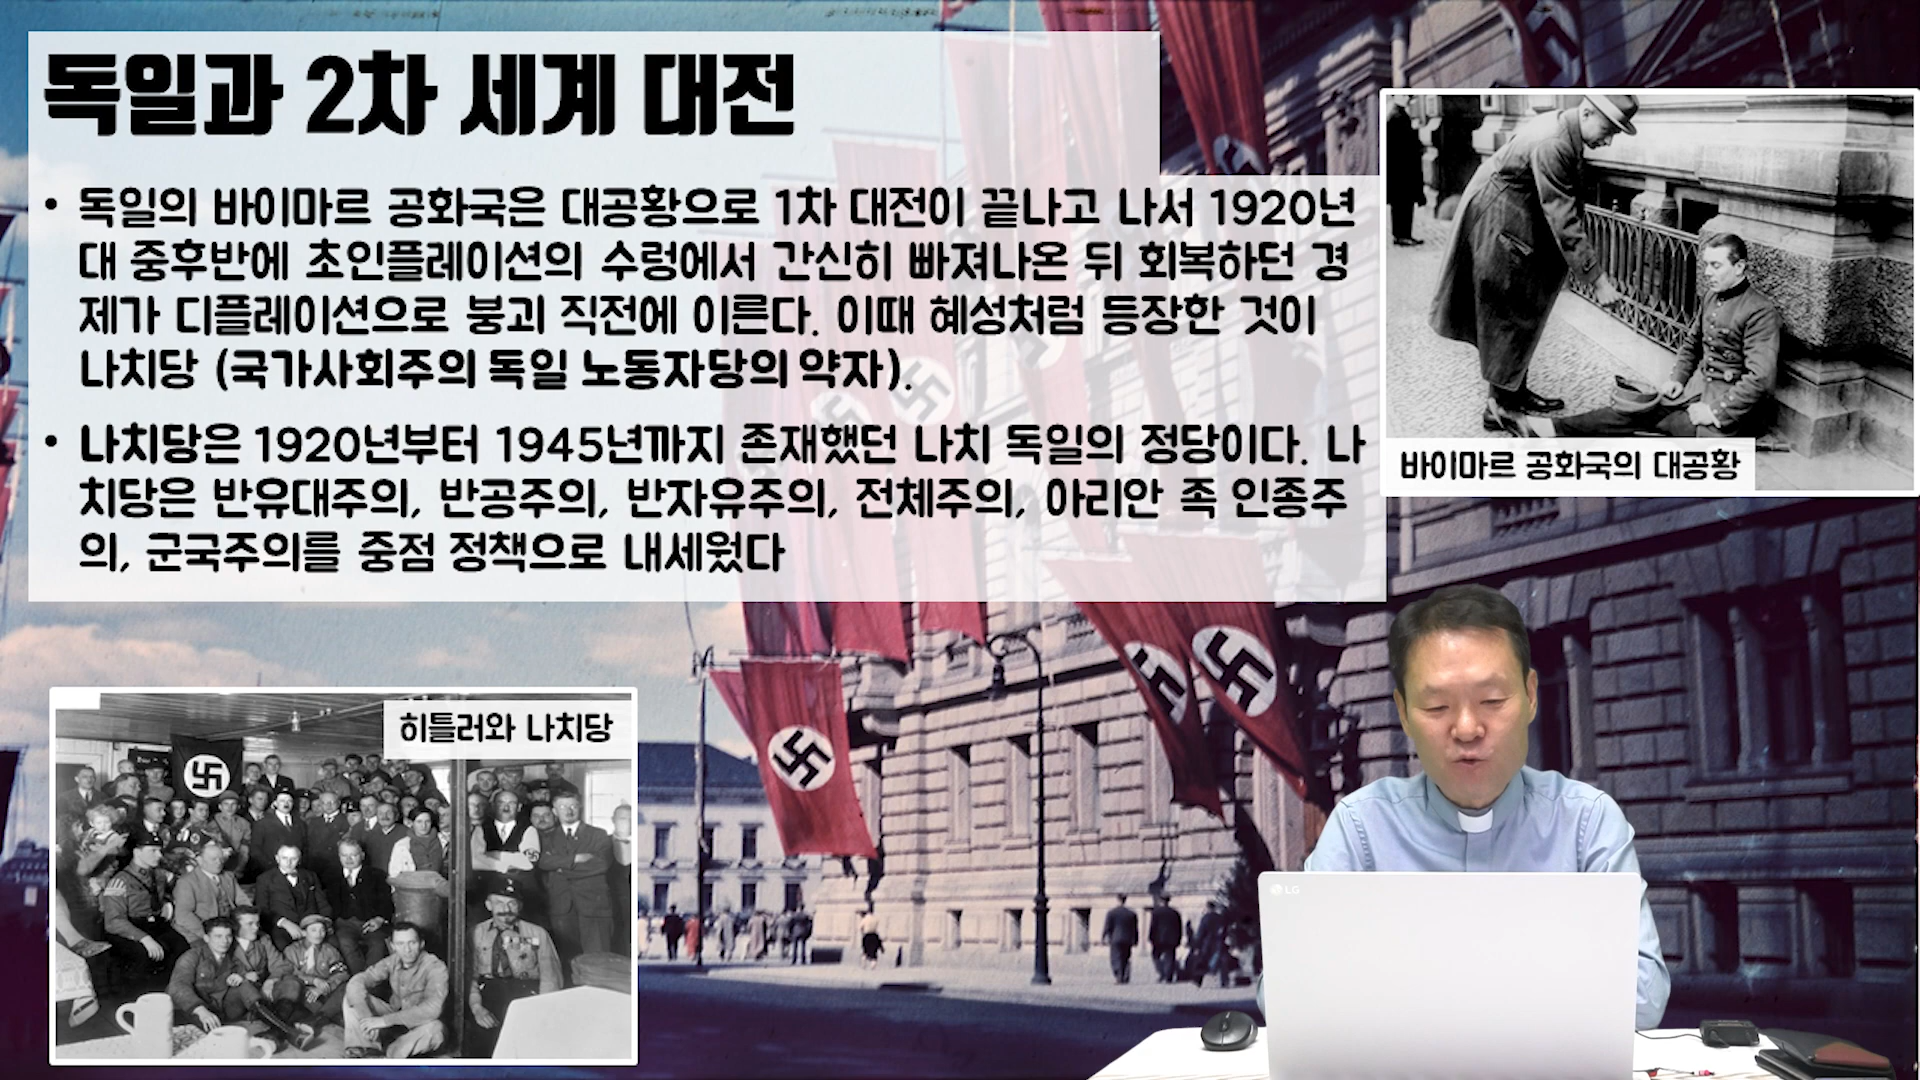 독일과 2차 세계 대전
• 독일의 바이마르 공화국은 대공황으로 1차 대전이 끝나고 나서 1920년
대 중후반에 초인플레이션의 수렁에서 간신히 빠져나온 뒤 회복하던 경
제가 디플레이션으로 붕괴 직전에 이른다. 이때 혜성처럼 등장한 것이
나치당 (국가사회주의 독일 노동자당의 약자).
• 나치당은 1920년부터 1945년까지 존재했던 나치 독일의 정당이다. 나
치당은 반유대주의, 반공주의, 반자유주의, 전체주의, 아리안 족 인종주
의, 군국주의를 중점 정책으로 내세웠다
바이마르 공화국의 대공황
히틀러와 나치당
LG